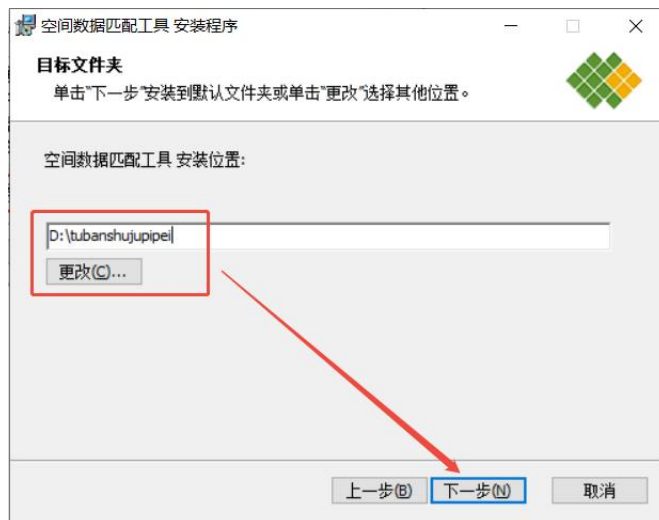 空间数据匹配工具 安装程序
目标文件夹
单击"下一步"安装到默认文件夹或单击"更改"选择其他位置。
空间数据匹配工具 安装位置:
D:\tubanshujupipei
更改(C)...
上一步(B) 下一步(N) 取消